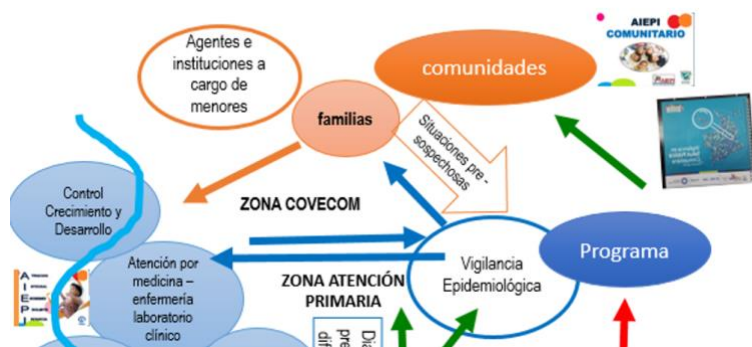 AIEPI
COMUNITARIO
Agentes e
instituciones a
cargo de
menores
comunidades
familias
Situaciones pre -
sospechosas
Control
Crecimiento y
Desarrollo
ZONA COVECOM
Programa
Atención por
medicina –
enfermería
laboratorio
clínico
Vigilancia
Epidemiológica
ZONA ATENCIÓN
PRIMARIA
A
I
E
P
I